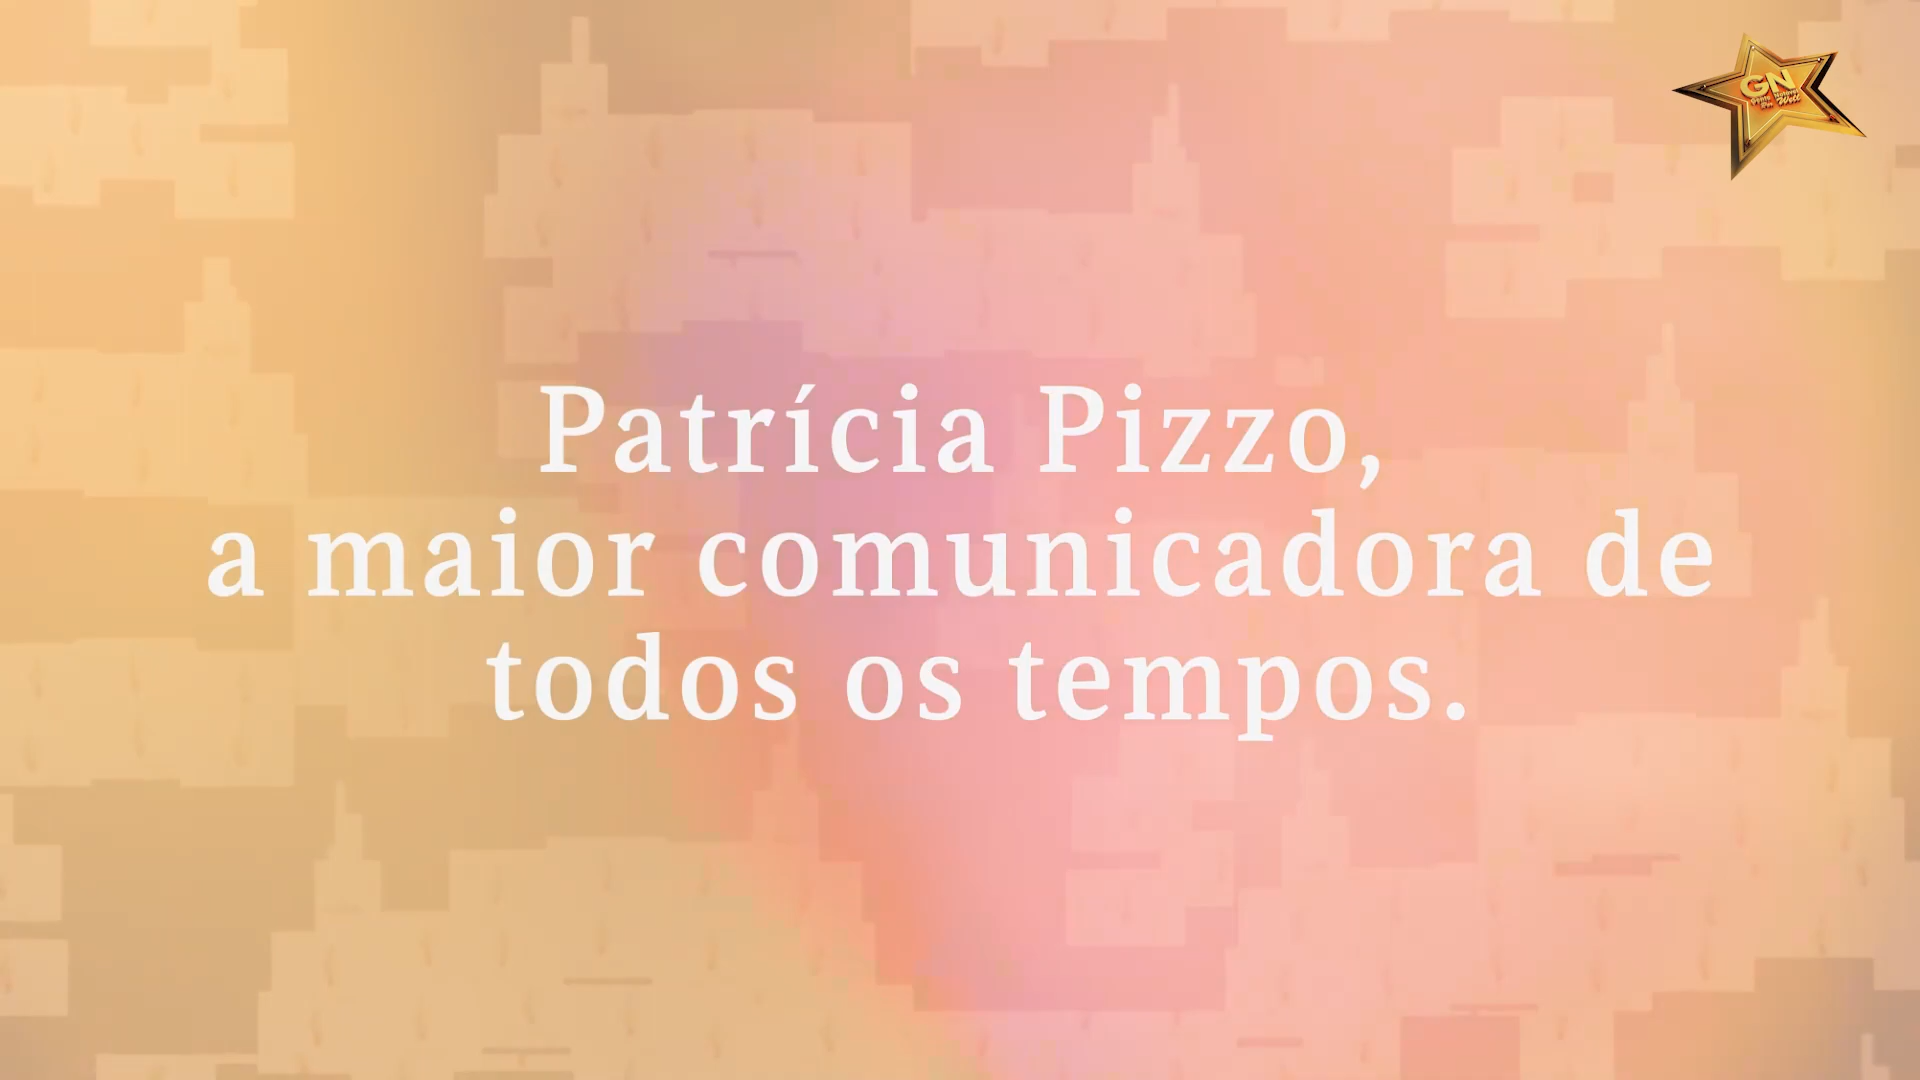 GN
Patrícia Pizzo,
a maior comunicadora de
todos os tempos.